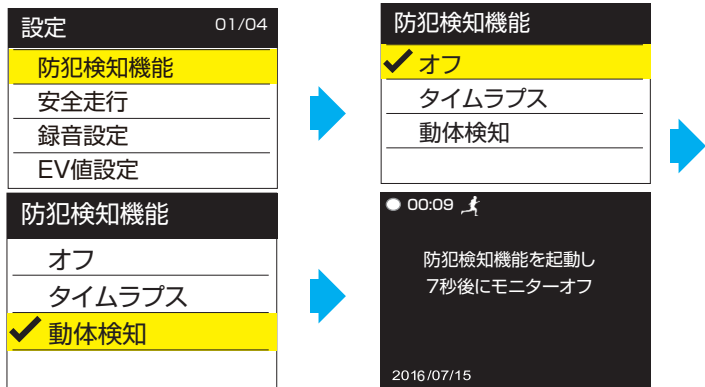 設定 01/04
防犯検知機能
安全走行
録音設定
EV値設定
防犯検知機能
オフ
タイムラプス
動体検知
防犯検知機能
オフ
タイムラプス
動体検知
00:09
防犯檢知機能を起動し
7秒後にモニターオフ
2016/07/15